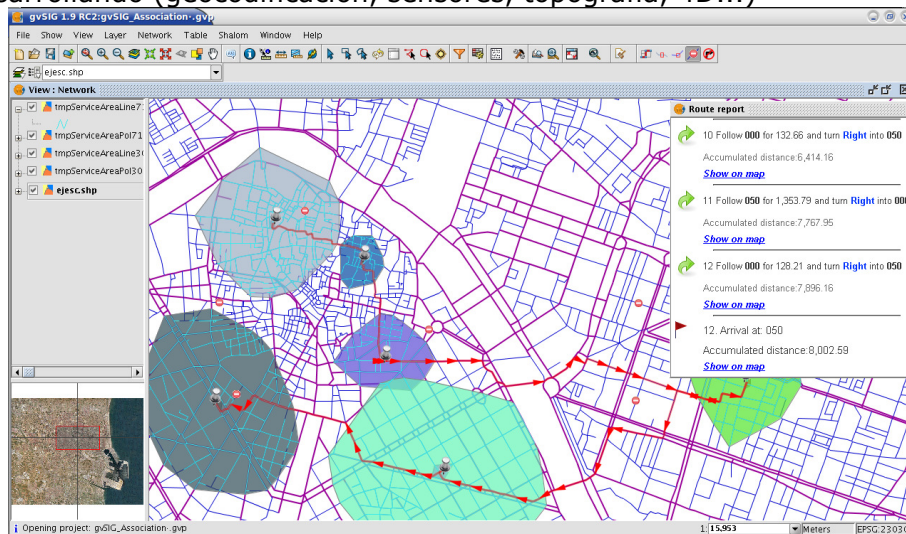 (geocodificación, sensores, topografía, 4D...)
gvSIG 1.9 RC2:gvSIG_Association·.gvp
File Show View Layer Network Table Shalom Window Help
ejesc.shp
View : Network
tmpServiceAreaLine7
tmpServiceAreaPol71
tmpServiceAreaLine3
tmpServiceAreaPol30
ejesc.shp
Route report
10 Follow 000 for 132.66 and turn Right into 050
Accumulated distance:6,414.16
Show on map
11 Follow 050 for 1,353.79 and turn Right into 000
Accumulated distance:7,767.95
Show on map
12 Follow 000 for 128.21 and turn Right into 050
Accumulated distance:7,896.16
Show on map
12. Arrival at: 050
Accumulated distance:8,002.59
Show on map
Opening project: gvSIG_Association·.gvp
1: 15,953
Meters
EPSG:23030